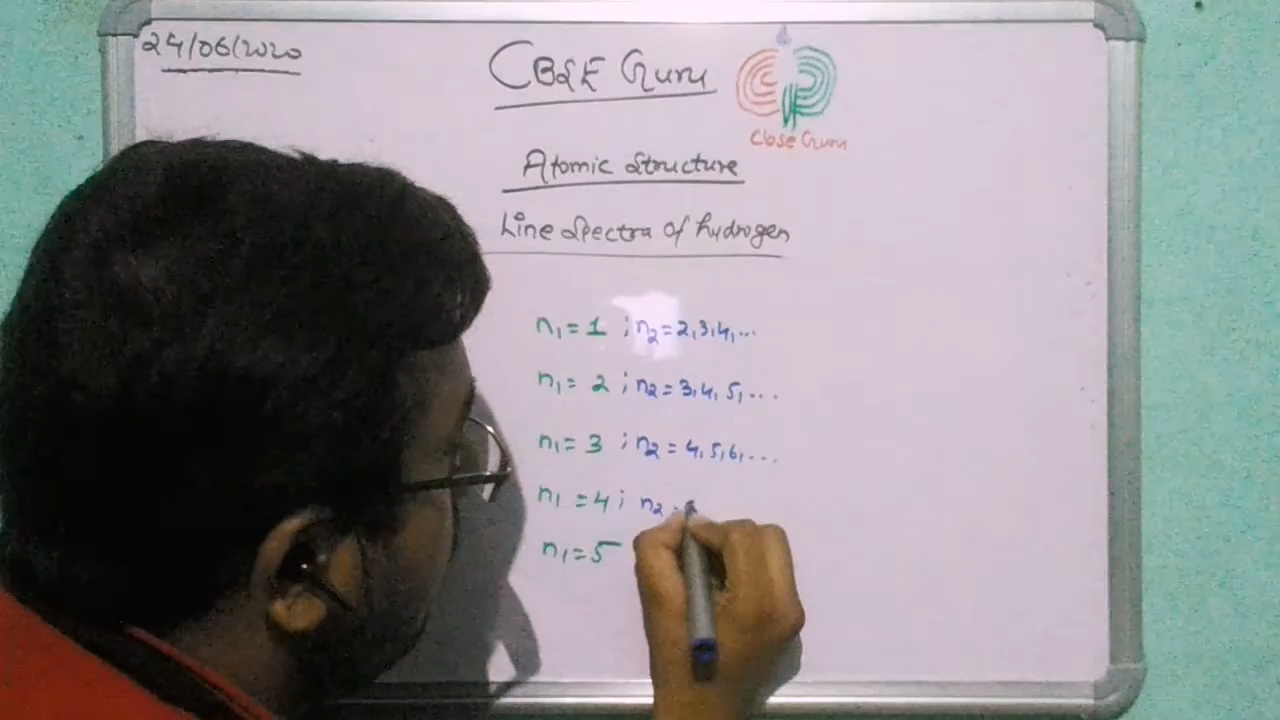 24/06/2020
CBSE Guru
Cbse Guru
Atomic Structure
Line Spectra of hydrogen
n₁ = 1 ; n₂ = 2, 3, 4, ...
n₁ = 2 ; n₂ = 3, 4, 5, ...
n₁ = 3 ; n₂ = 4, 5, 6, ...
n₁ = 4 ; n₂ =
n₁ = 5